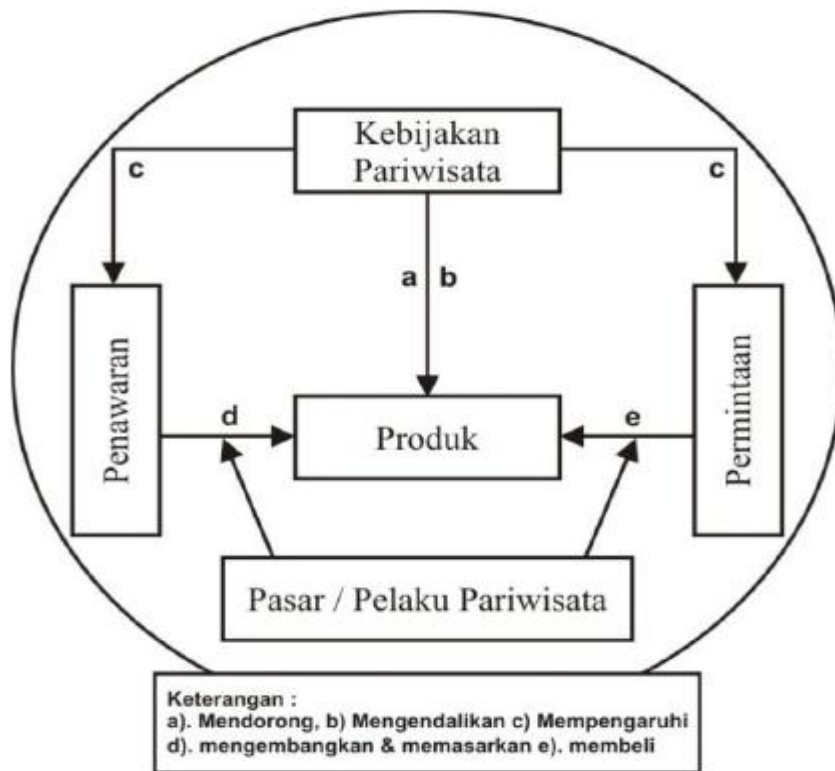 Kebijakan
Pariwisata
c
c
a
b
Penawaran
d
Produk
e
Permintaan
Pasar / Pelaku Pariwisata
Keterangan :
a). Mendorong, b) Mengendalikan c) Mempengaruhi
d). mengembangkan & memasarkan e). membeli